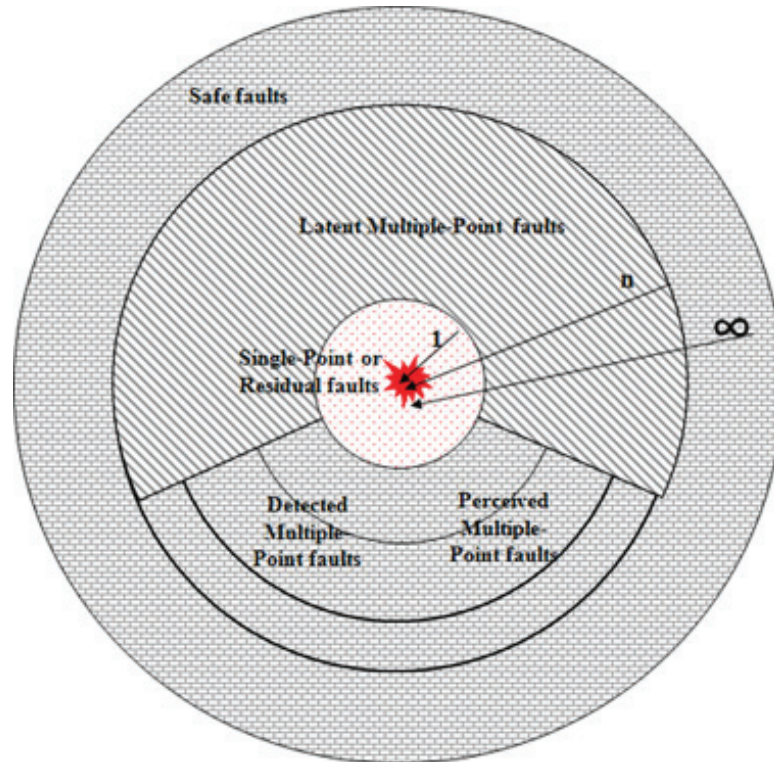 Safe faults
Latent Multiple-Point faults
n
∞
1
Single-Point or
Residual faults
Detected
Multiple-
Point faults
Perceived
Multiple-
Point faults